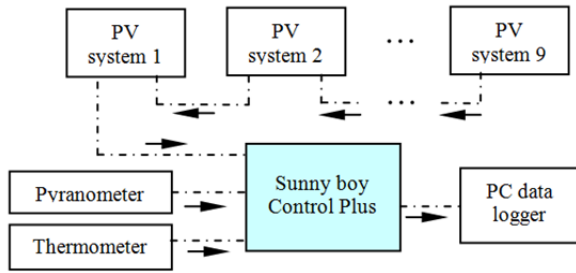 PV
system 1
PV
system 2
...
PV
system 9
...
Sunny boy
Control Plus
Pyranometer
Thermometer
PC data
logger